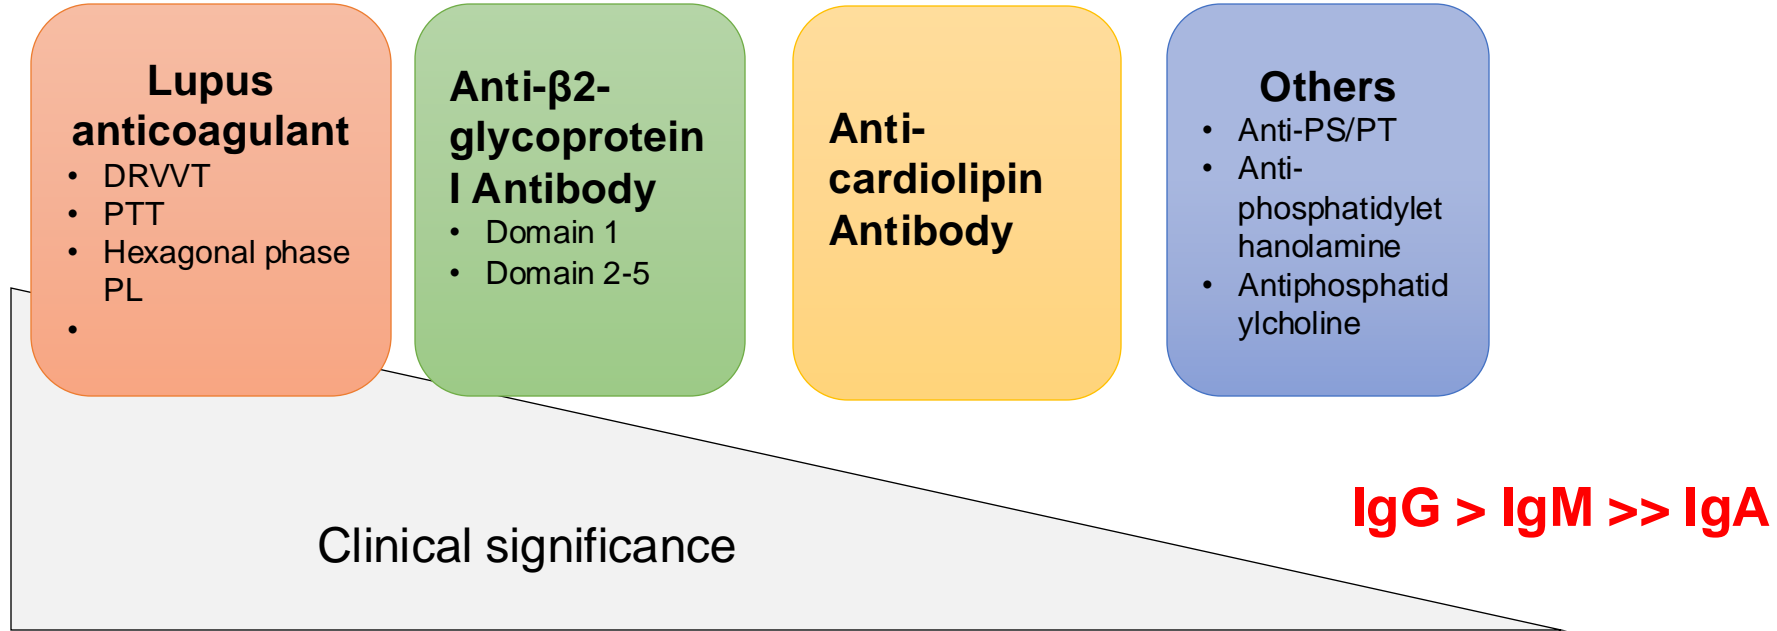 Lupus
anticoagulant
• DRVVT
• PTT
• Hexagonal phase
PL
•
Anti-β2-
glycoprotein
I Antibody
• Domain 1
• Domain 2-5
Anti-
cardiolipin
Antibody
Others
• Anti-PS/PT
• Anti-
phosphatidylet
hanolamine
• Antiphosphatid
ylcholine
Clinical significance
IgG > IgM >> IgA